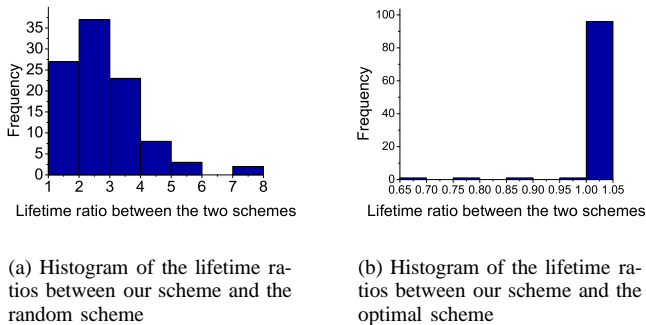 Frequency
35
30
25
20
15
10
5
0
1 2 3 4 5 6 7 8
Lifetime ratio between the two schemes
(a) Histogram of the lifetime ra-
tios between our scheme and the
random scheme
Frequency
100
80
60
40
20
0
0.65 0.70 0.75 0.80 0.85 0.90 0.95 1.00 1.05
Lifetime ratio between the two schemes
(b) Histogram of the lifetime ra-
tios between our scheme and the
optimal scheme